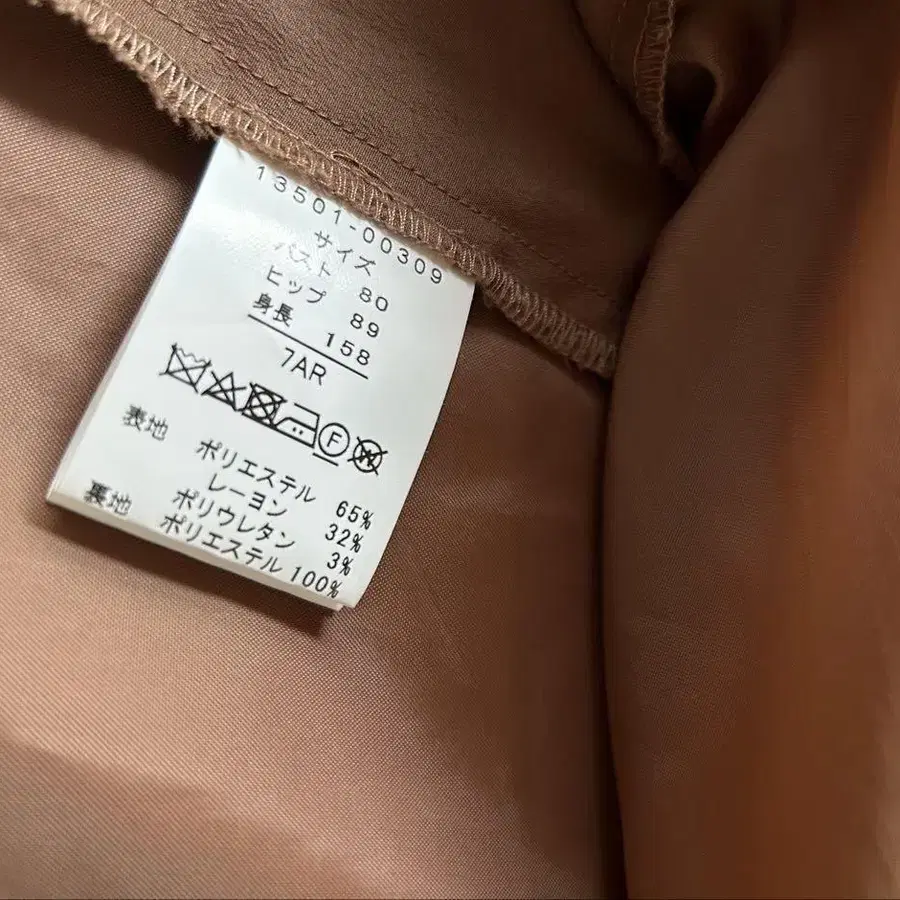 13501-00309
サイズ
バスト 80
ヒップ 89
身長 158
7AR
F
W
表地 ポリエステル 65%
レーヨン 32%
ポリウレタン 3%
裏地 ポリエステル 100%